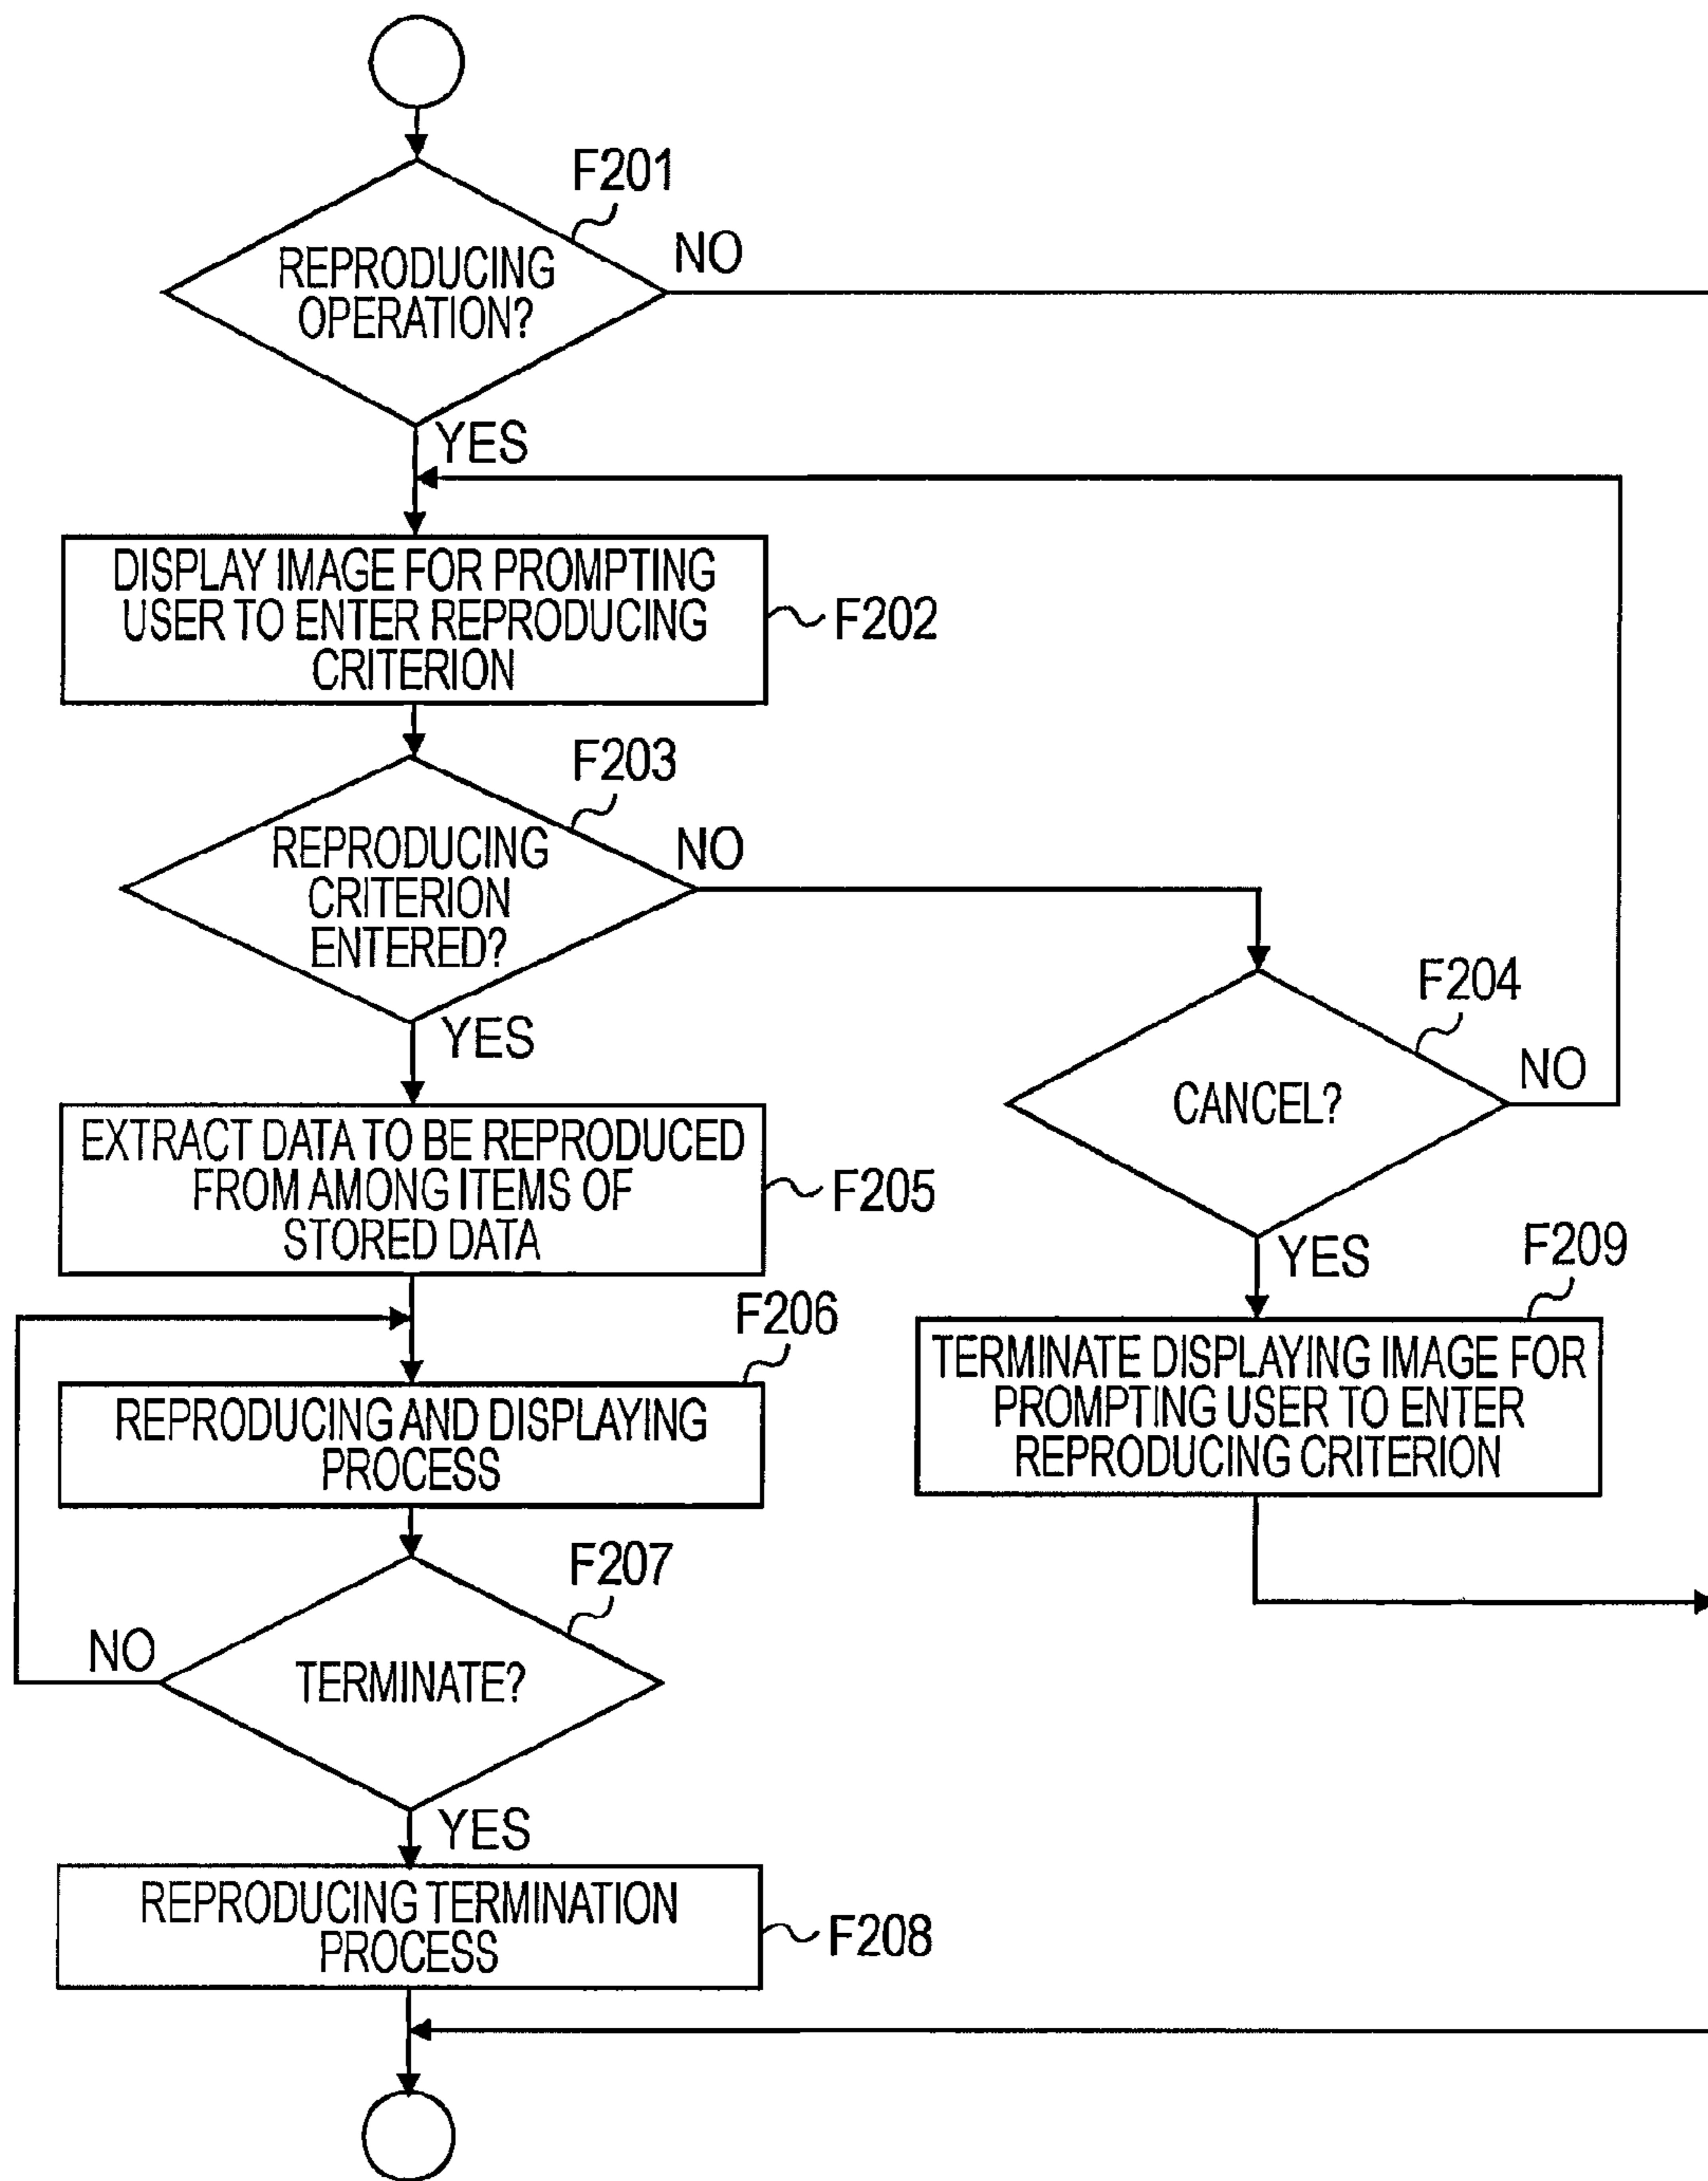 F201
REPRODUCING
OPERATION?
NO
YES
DISPLAY IMAGE FOR PROMPTING
USER TO ENTER REPRODUCING
CRITERION
F202
F203
REPRODUCING
CRITERION
ENTERED?
NO
YES
F204
CANCEL?
NO
YES
EXTRACT DATA TO BE REPRODUCED
FROM AMONG ITEMS OF
STORED DATA
F205
F209
TERMINATE DISPLAYING IMAGE FOR
PROMPTING USER TO ENTER
REPRODUCING CRITERION
F206
REPRODUCING AND DISPLAYING
PROCESS
F207
TERMINATE?
NO
YES
REPRODUCING TERMINATION
PROCESS
F208